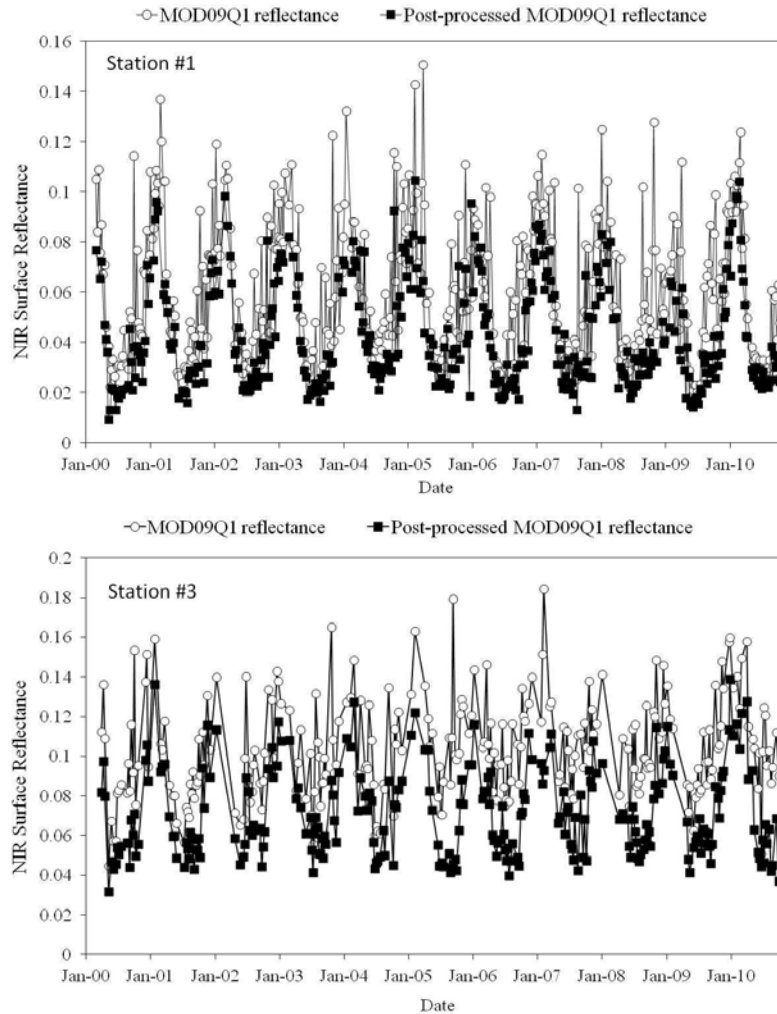 MOD09Q1 reflectance Post-processed MOD09Q1 reflectance
Station #1
NIR Surface Reflectance
0.16
0.14
0.12
0.1
0.08
0.06
0.04
0.02
0
Jan-00 Jan-01 Jan-02 Jan-03 Jan-04 Jan-05 Jan-06 Jan-07 Jan-08 Jan-09 Jan-10
Date
MOD09Q1 reflectance Post-processed MOD09Q1 reflectance
Station #3
NIR Surface Reflectance
0.2
0.18
0.16
0.14
0.12
0.1
0.08
0.06
0.04
0.02
0
Jan-00 Jan-01 Jan-02 Jan-03 Jan-04 Jan-05 Jan-06 Jan-07 Jan-08 Jan-09 Jan-10
Date